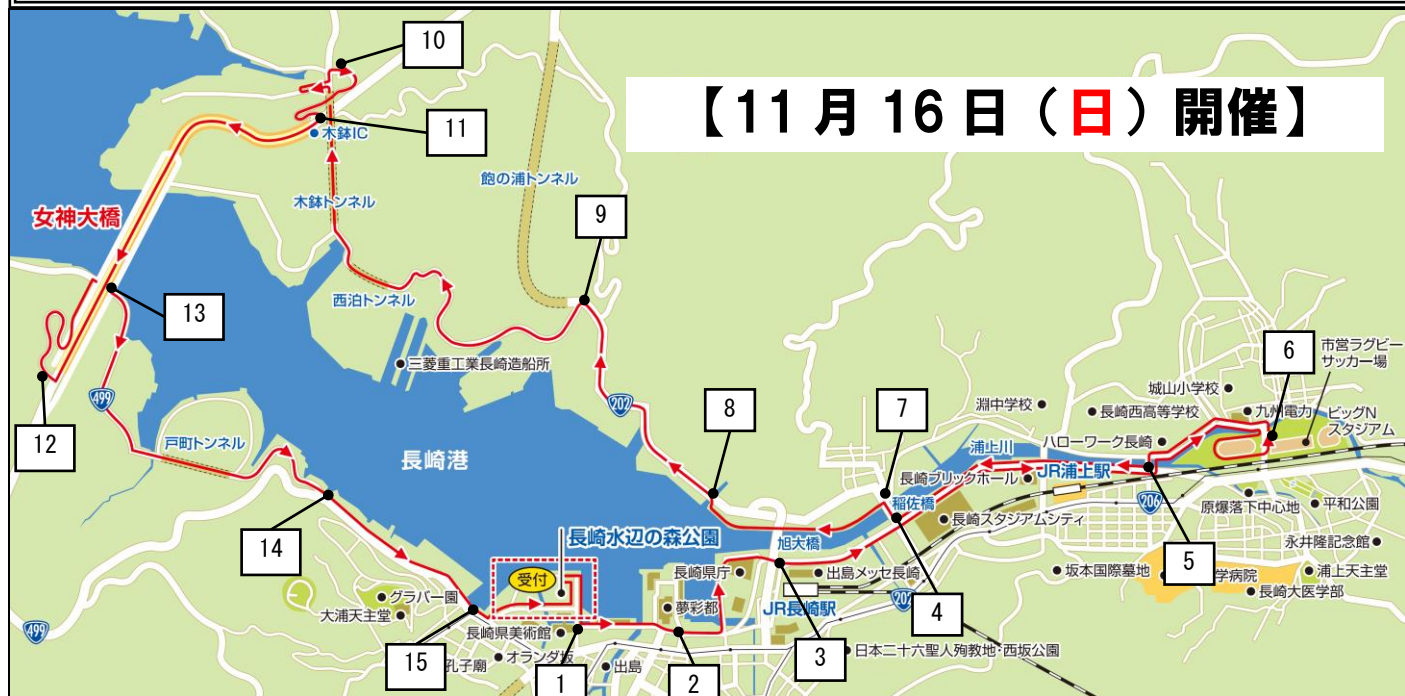 【11月16日（日）開催】
10
11
木鉢IC
飽の浦トンネル
木鉢トンネル
9
女神大橋
13
西泊トンネル
三菱重工業長崎造船所
6
市営ラグビー
サッカー場
城山小学校
九州電力
ビッグN
スタジアム
淵中学校
長崎西高等学校
ハローワーク長崎
8
7
202
499
12
戸町トンネル
長崎港
浦上川
JR浦上駅
長崎ブリックホール
206
原爆落下中心地
平和公園
稲佐橋
長崎スタジアムシティ
永井隆記念館
14
長崎水辺の森公園
旭大橋
5
受付
長崎県庁
出島メッセ長崎
坂本国際墓地
学病院
浦上天主堂
長崎大医学部
グラバー園
大浦天主堂
夢彩都
JR長崎駅
202
4
499
長崎県美術館
15
孔子廟
オランダ坂
1
出島
2
3
日本二十六聖人殉教地・西坂公園